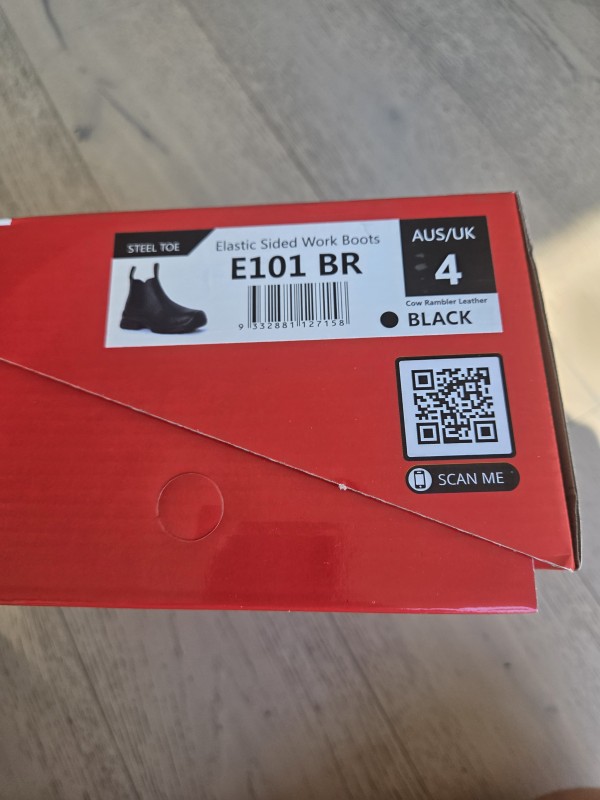 STEEL TOE
Elastic Sided Work Boots
E101 BR
9 332881 127158
AUS/UK
4
Cow Rambler Leather
BLACK
SCAN ME